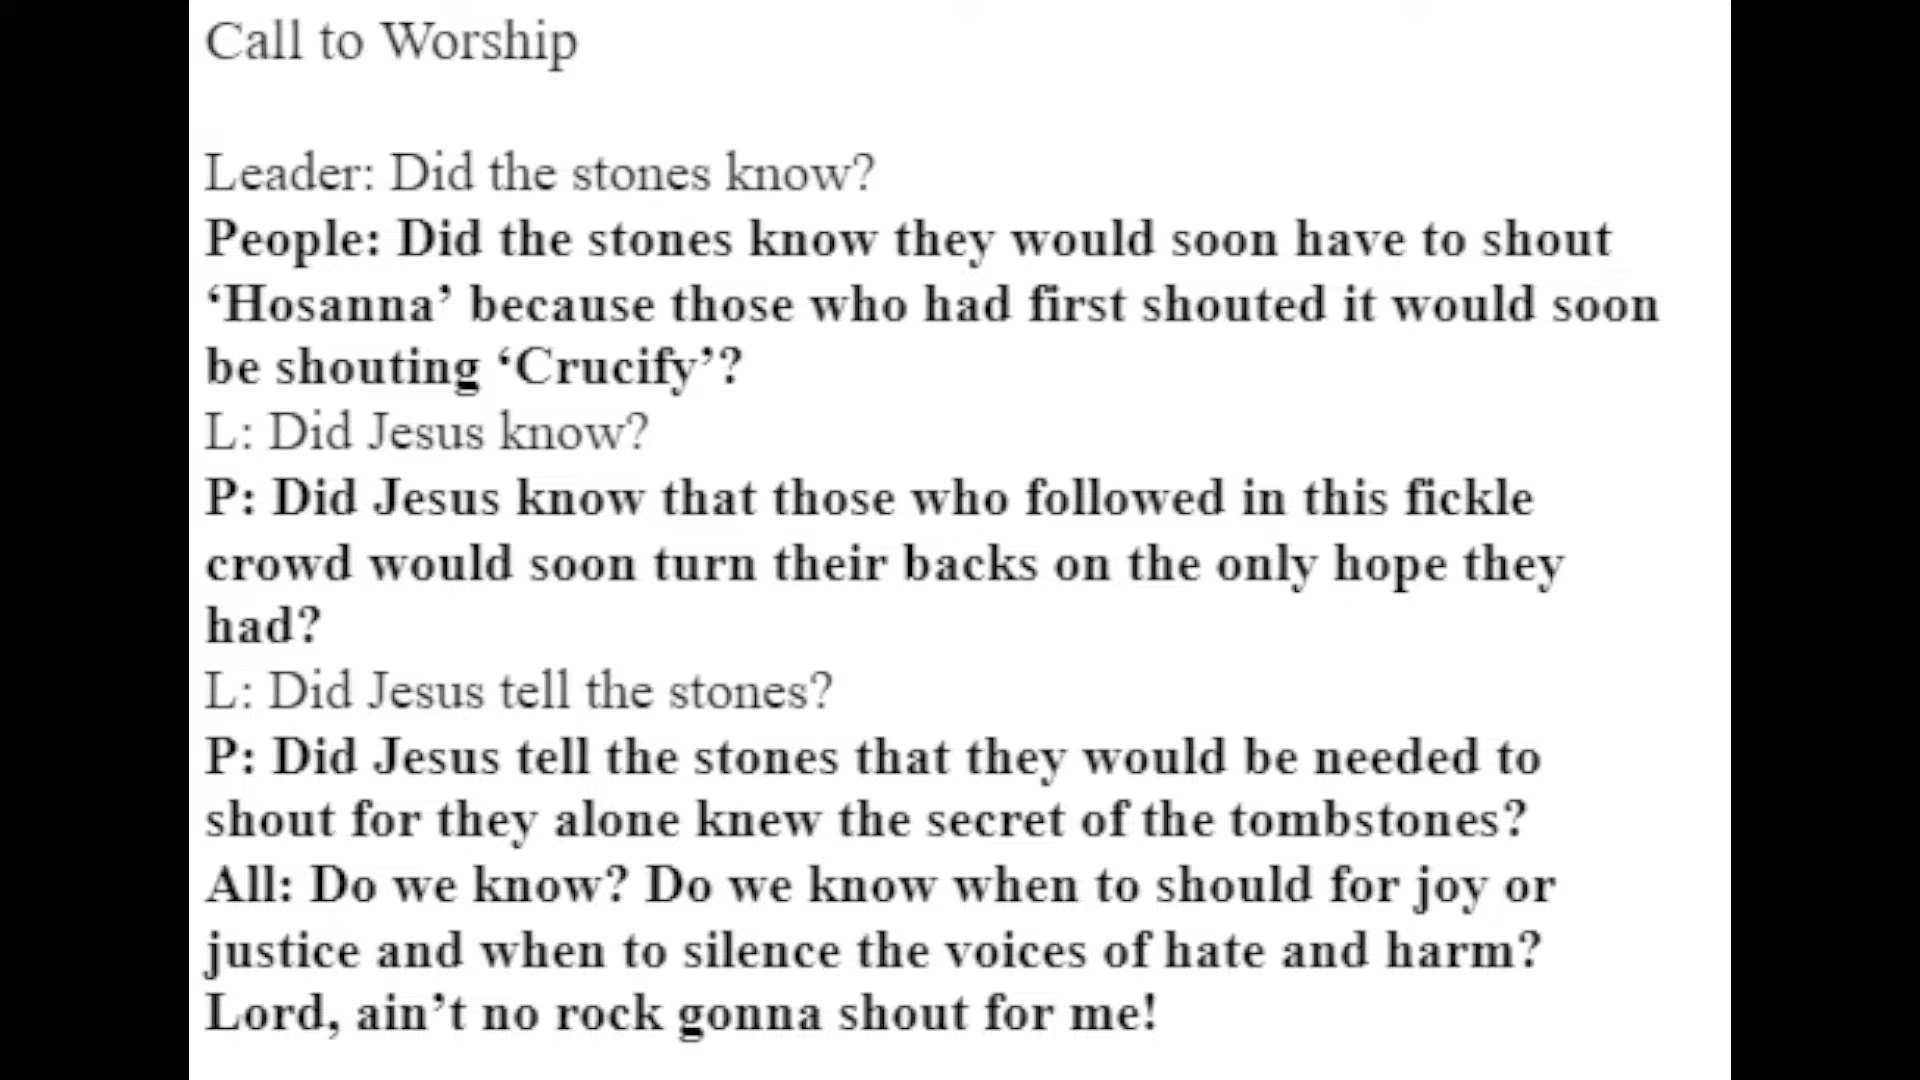 Call to Worship
Leader: Did the stones know?
People: Did the stones know they would soon have to shout
‘Hosanna’ because those who had first shouted it would soon
be shouting ‘Crucify’?
L: Did Jesus know?
P: Did Jesus know that those who followed in this fickle
crowd would soon turn their backs on the only hope they
had?
L: Did Jesus tell the stones?
P: Did Jesus tell the stones that they would be needed to
shout for they alone knew the secret of the tombstones?
All: Do we know? Do we know when to should for joy or
justice and when to silence the voices of hate and harm?
Lord, ain’t no rock gonna shout for me!